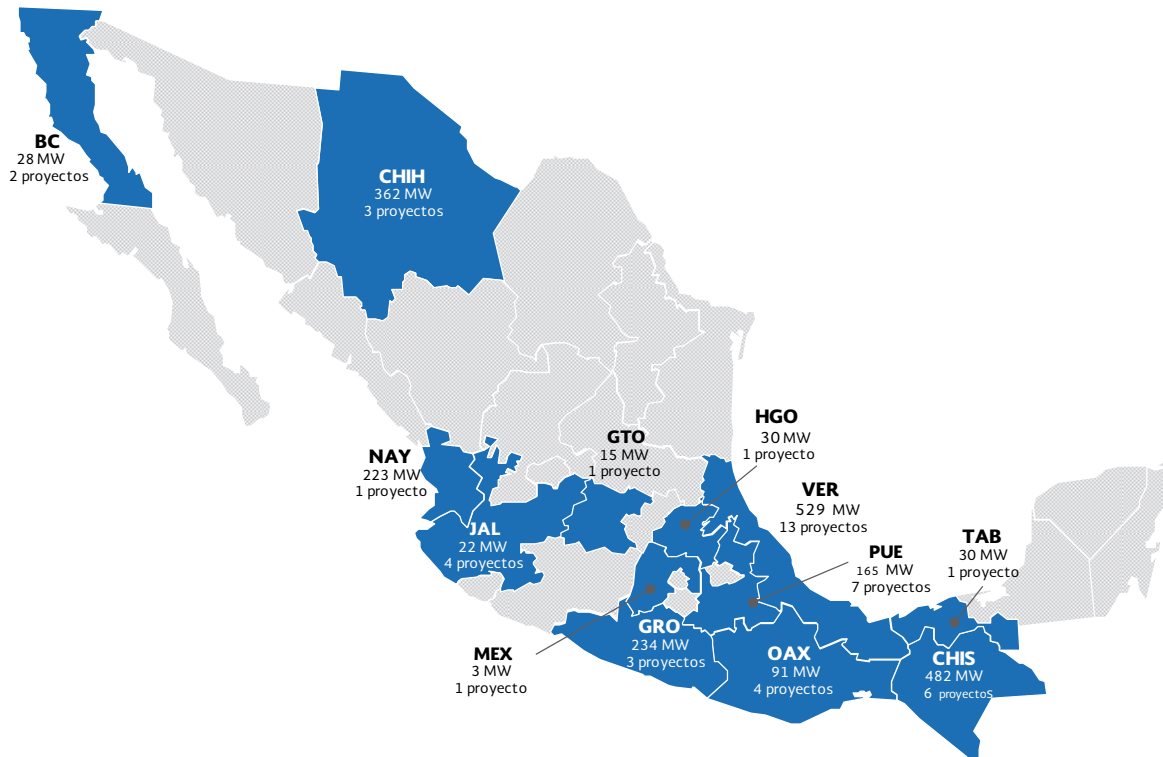 BC
28 MW
2 proyectos
CHIH
362 MW
3 proyectos
HGO
30 MW
1 proyecto
GTO
15 MW
1 proyecto
NAY
223 MW
1 proyecto
VER
529 MW
13 proyectos
JAL
22 MW
4 proyectos
TAB
30 MW
1 proyecto
PUE
165 MW
7 proyectos
GRO
234 MW
3 proyectos
MEX
3 MW
1 proyecto
OAX
91 MW
4 proyectos
CHIS
482 MW
6 proyectos